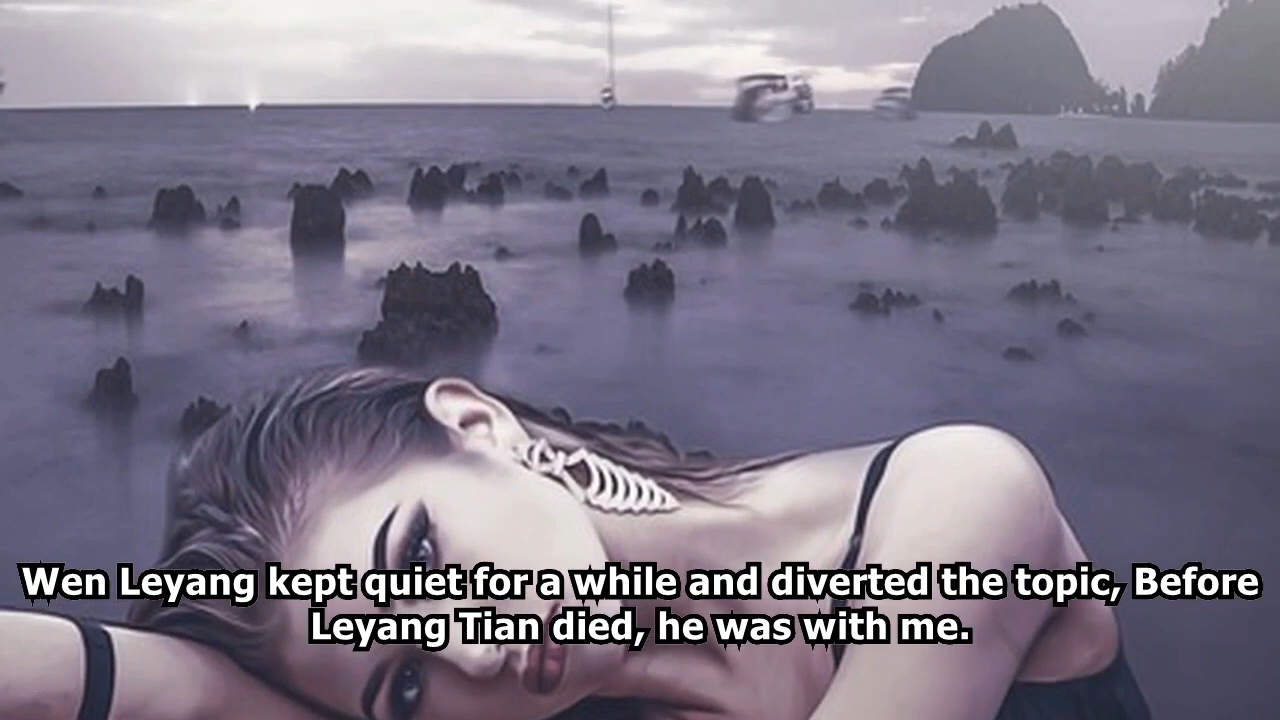 Wen Leyang kept quiet for a while and diverted the topic, Before
Leyang Tian died, he was with me.